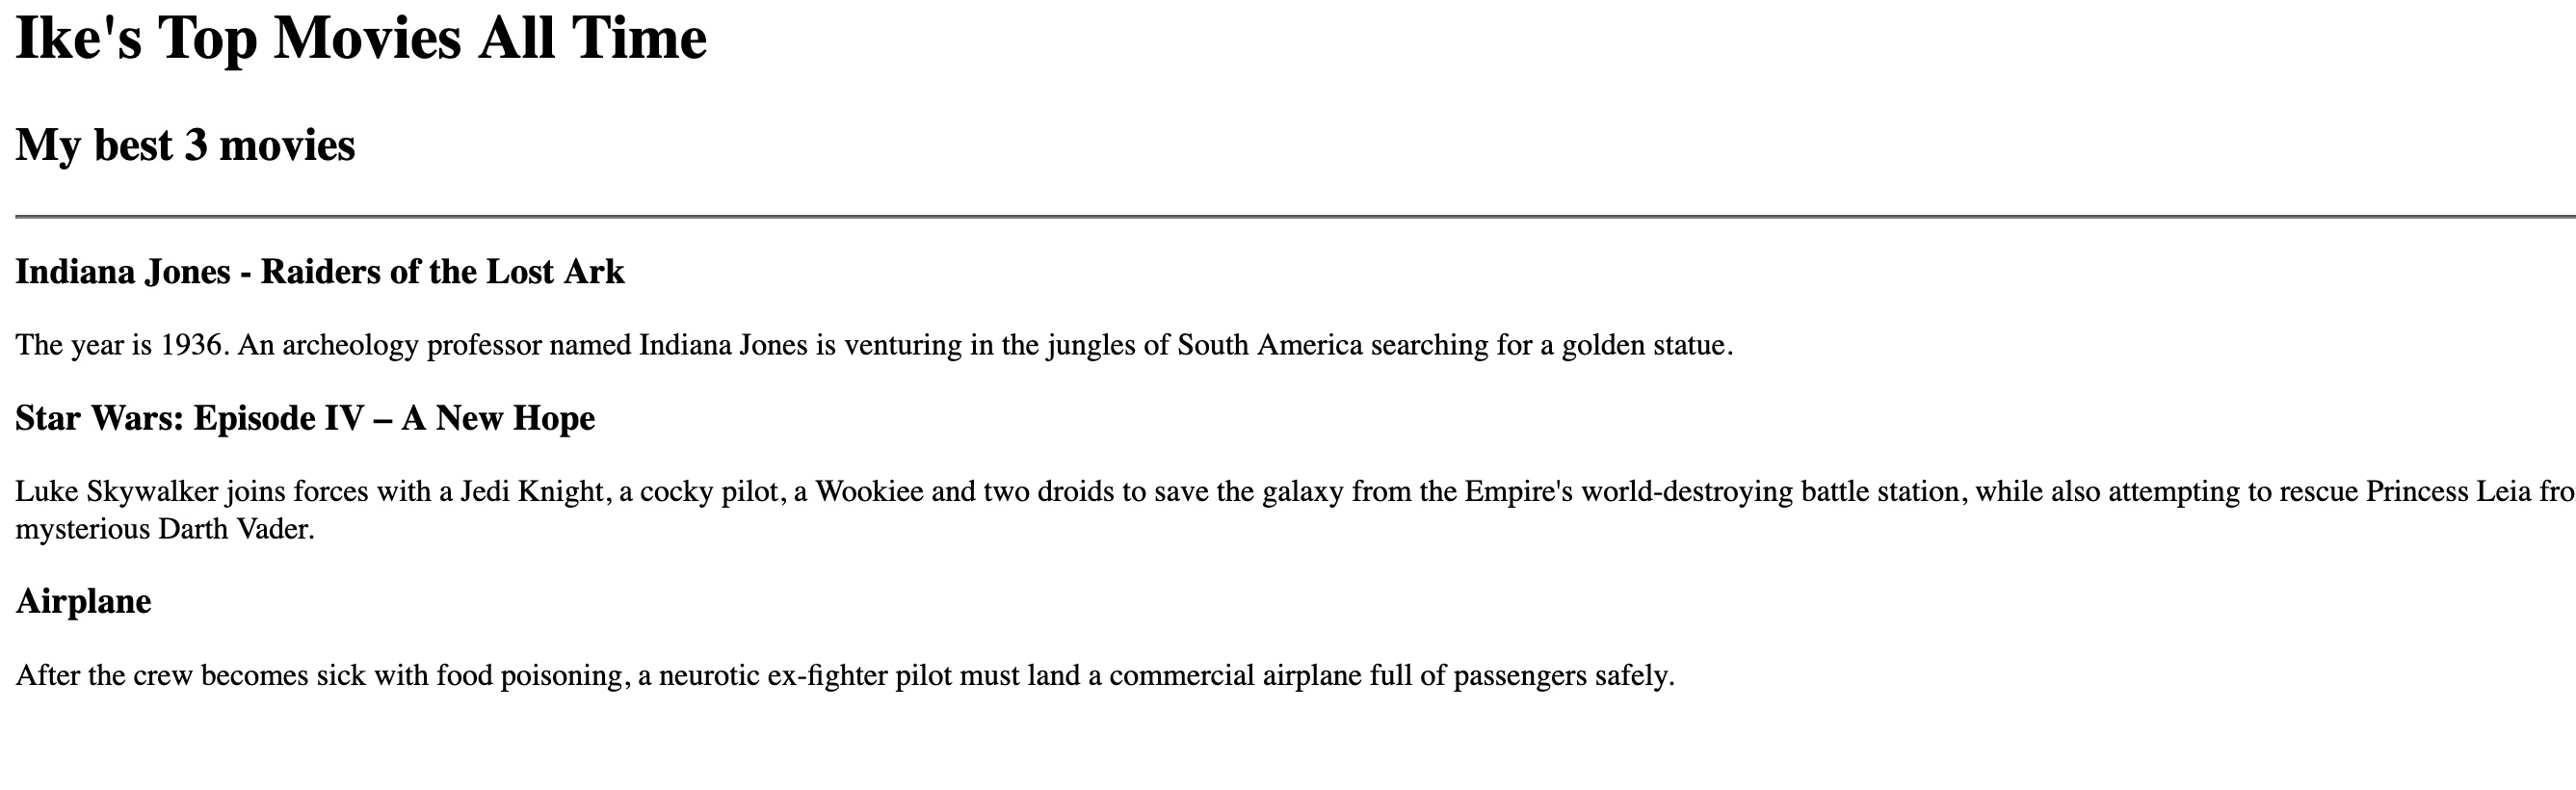 Ike's Top Movies All Time
My best 3 movies
Indiana Jones - Raiders of the Lost Ark
The year is 1936. An archeology professor named Indiana Jones is venturing in the jungles of South America searching for a golden statue.
Star Wars: Episode IV – A New Hope
Luke Skywalker joins forces with a Jedi Knight, a cocky pilot, a Wookiee and two droids to save the galaxy from the Empire's world-destroying battle station, while also attempting to rescue Princess Leia fro
mysterious Darth Vader.
Airplane
After the crew becomes sick with food poisoning, a neurotic ex-fighter pilot must land a commercial airplane full of passengers safely.